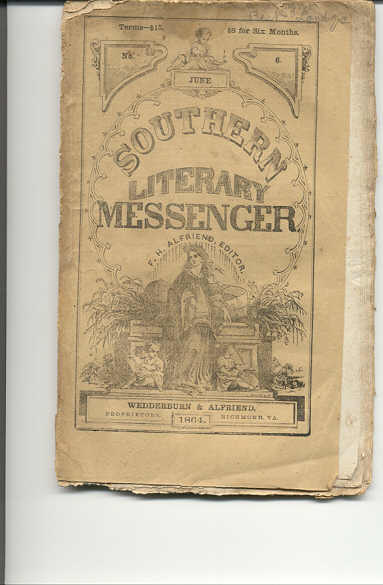 Terms—$15, $8 for Six Months.
No. 6.
JUNE
SOUTHERN
LITERARY
MESSENGER
F. H. ALFRIEND, EDITOR.
WEDDERBURN & ALFRIEND,
PROPRIETORS. 1864. RICHMOND, VA.